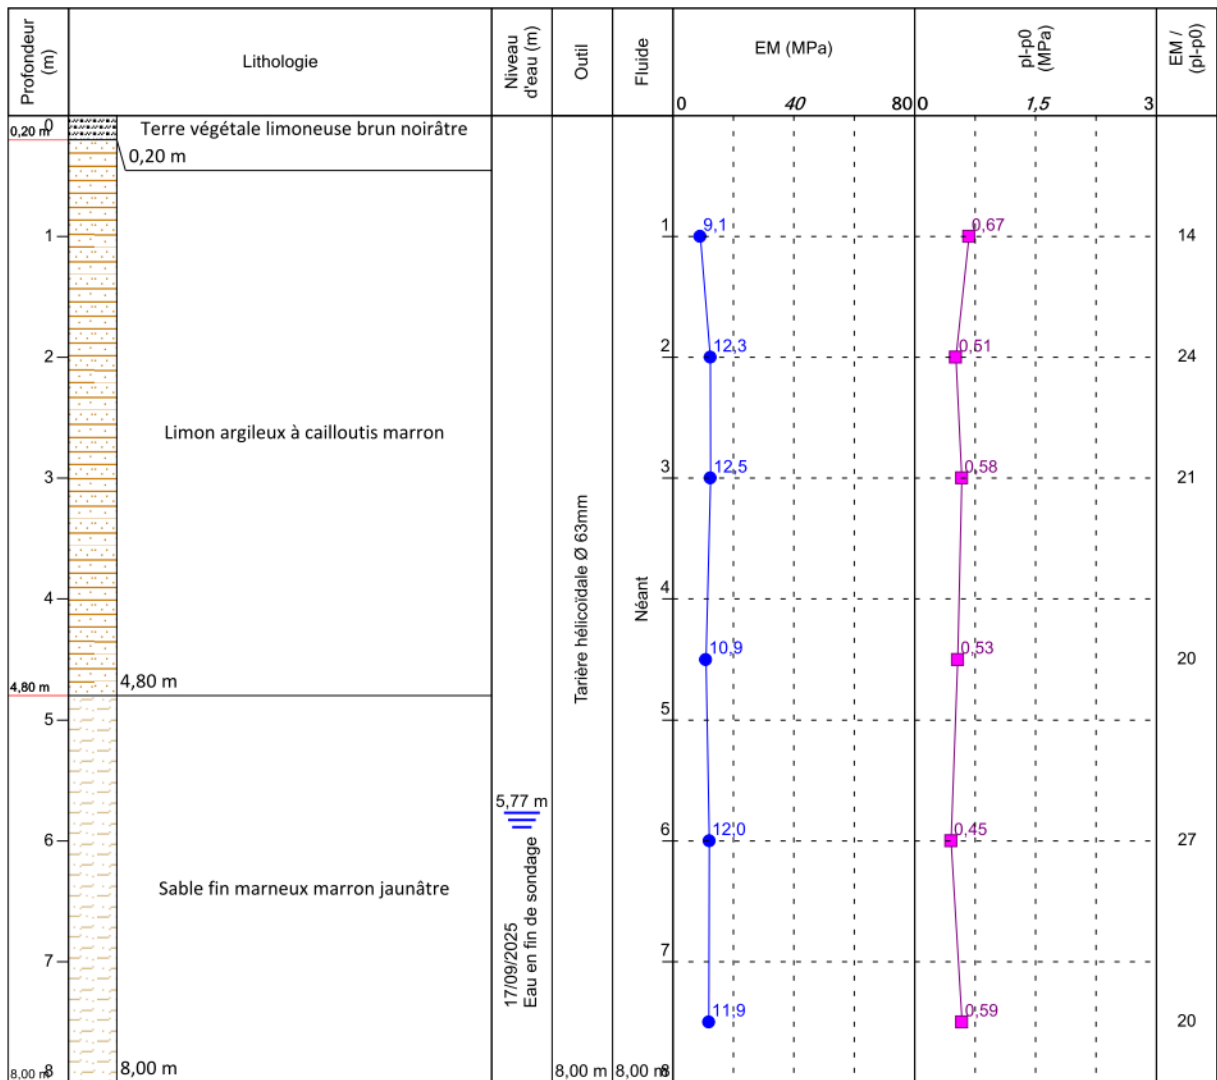 Profondeur
(m)
Lithologie
Niveau
d'eau (m)
Outil
Fluide
EM (MPa)
pl-p0
(MPa)
EM /
(pl-p0)
0
40
80
0
1,5
3
0
0,20 m
Terre végétale limoneuse brun noirâtre
0,20 m
1
1
9,1
0,67
14
2
2
12,3
0,51
24
Limon argileux à cailloutis marron
3
3
12,5
0,58
21
Tarière hélicoïdale Ø 63mm
Néant
4
4
10,9
0,53
20
4,80 m
4,80 m
5
5
5,77 m
6
6
12,0
0,45
27
Sable fin marneux marron jaunâtre
17/09/2025
Eau en fin de sondage
7
7
11,9
0,59
20
8,00 m
8
8,00 m
8,00 m
8,00 m
8